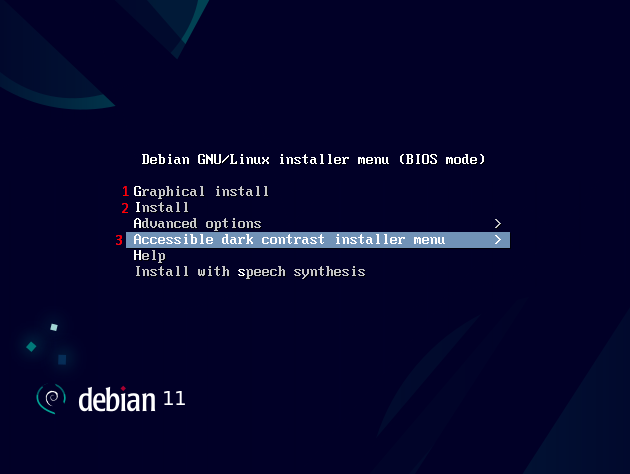 Debian GNU/Linux installer menu (BIOS mode)
1 Graphical install
2 Install
Advanced options >
3 Accessible dark contrast installer menu >
Help
Install with speech synthesis
debian 11